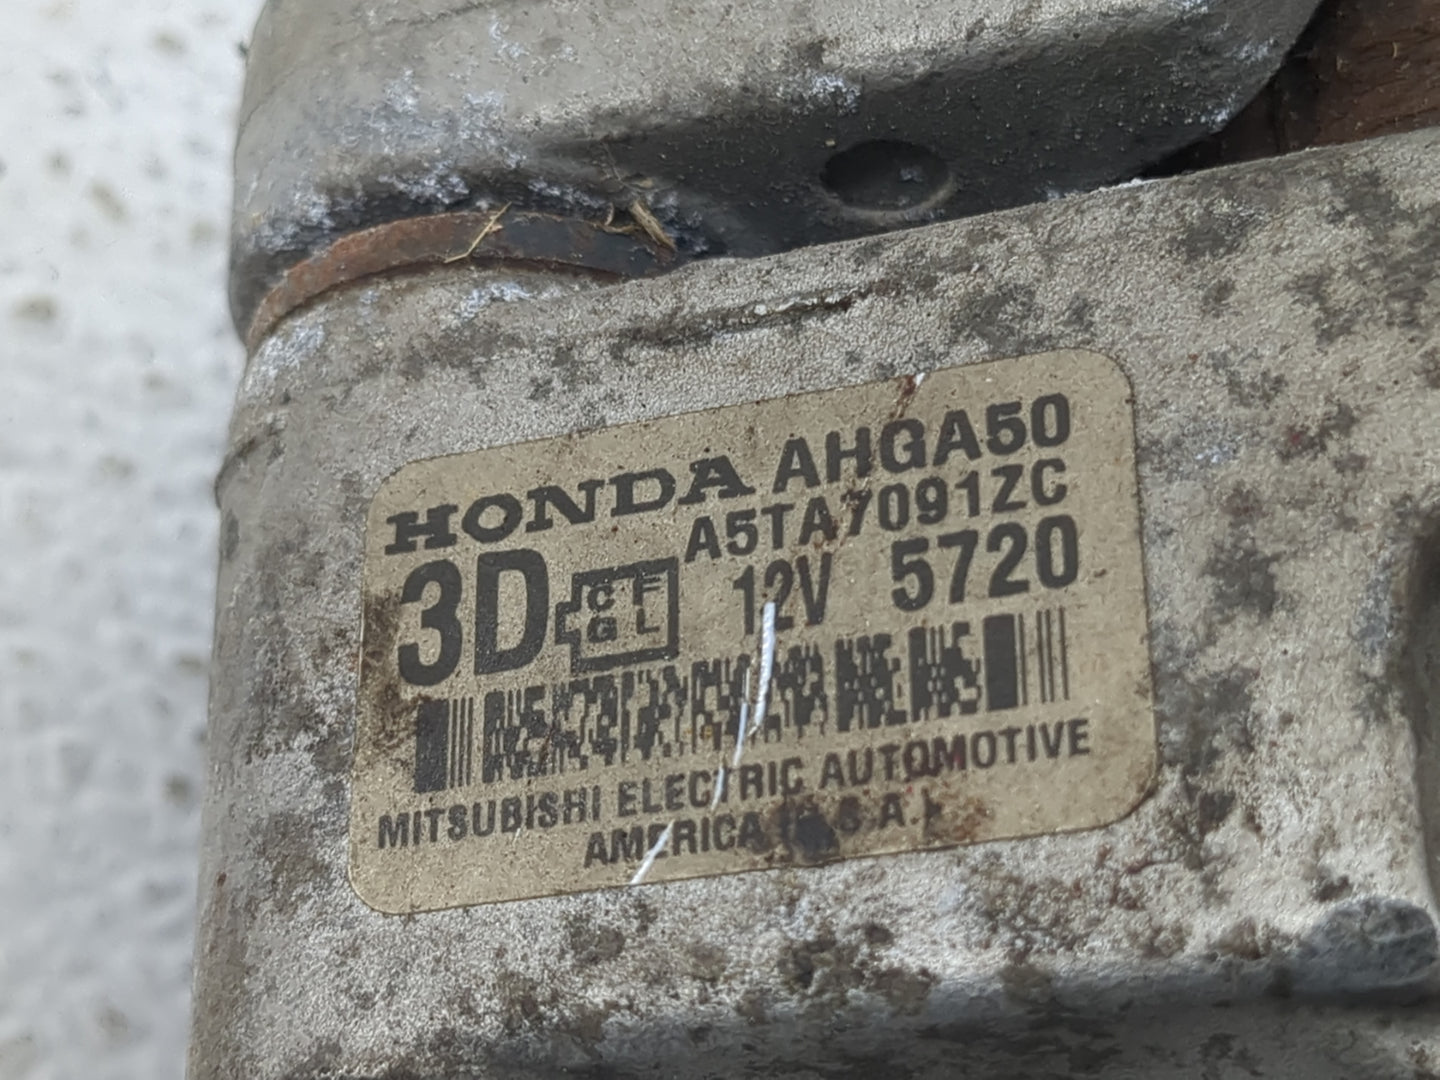 HONDA AHGA50
A5TA7091ZC
3D C F 12V 5720
G L
MITSUBISHI ELECTRIC AUTOMOTIVE
AMERICA (U.S.A.)